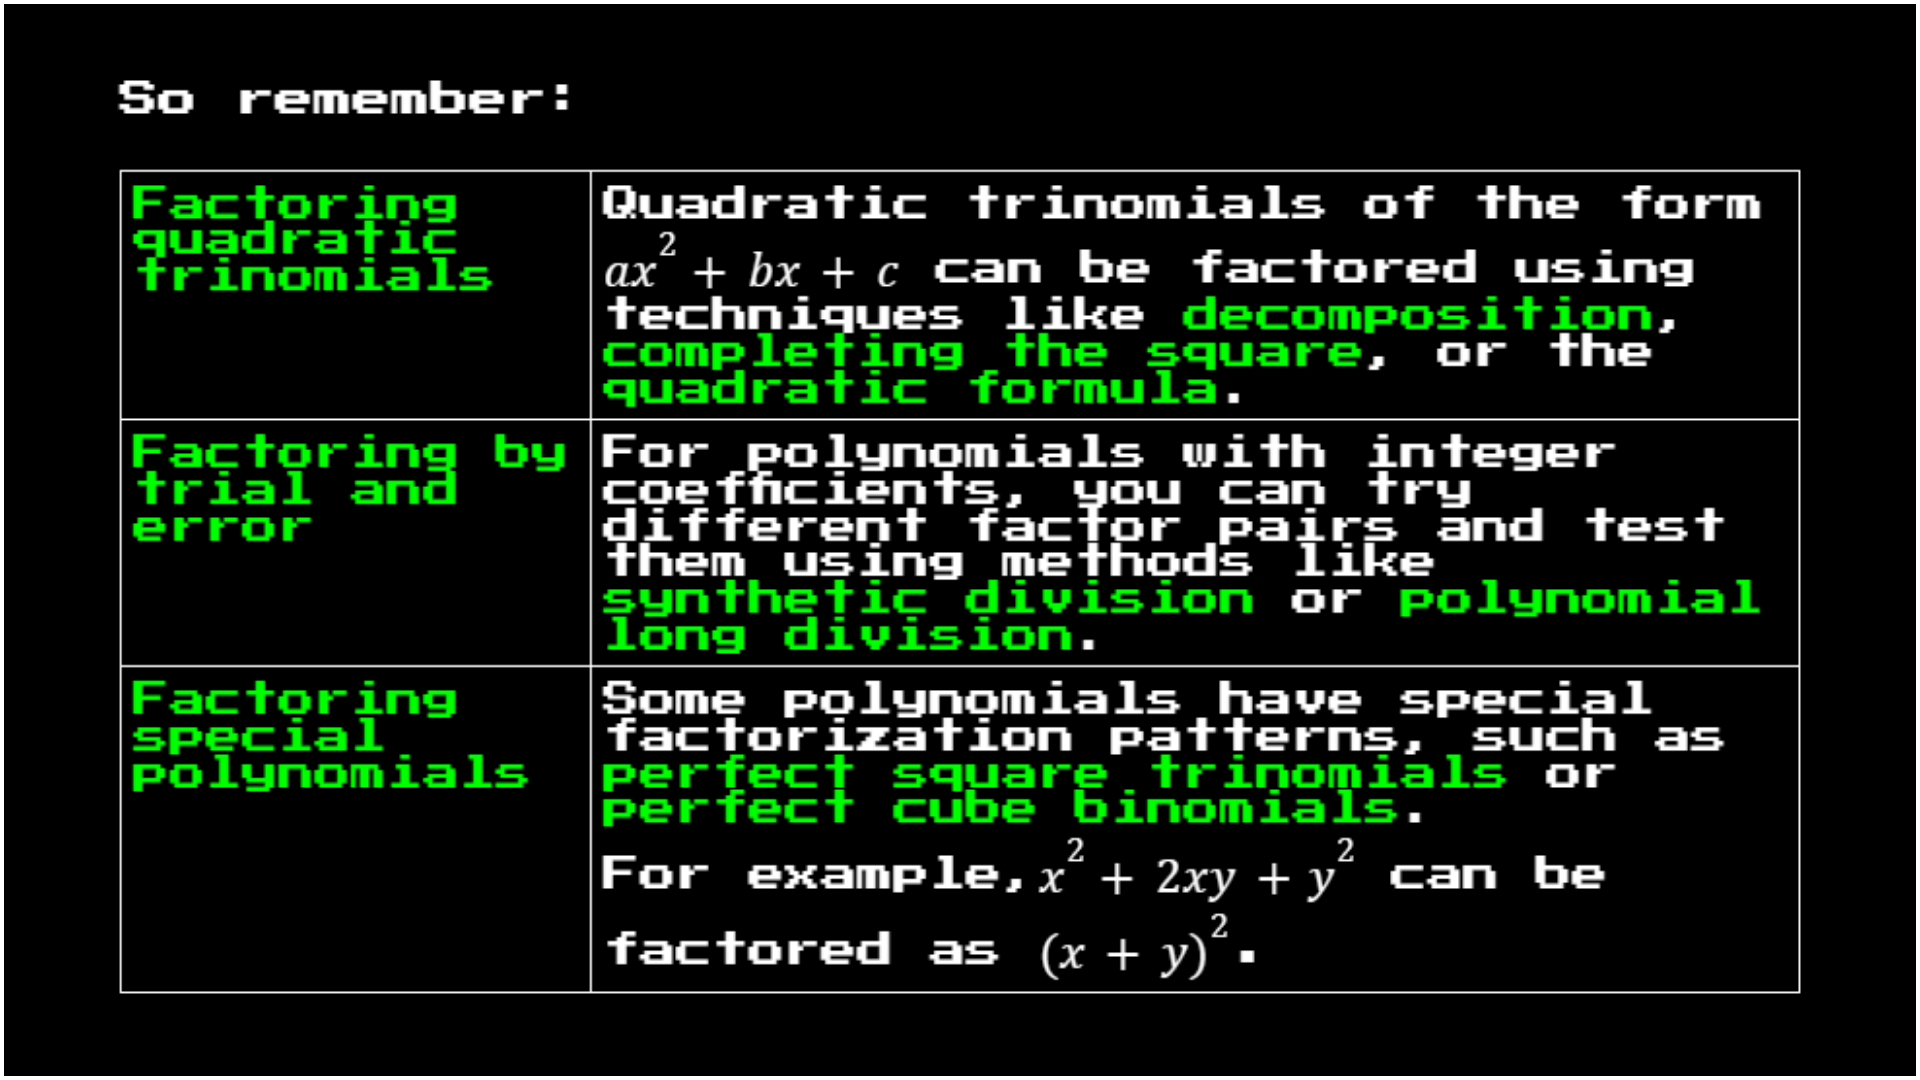 So remember:
Factoring
quadratic
trinomials
Quadratic trinomials of the form
ax² + bx + c can be factored using
techniques like decomposition,
completing the square, or the
quadratic formula.
Factoring by
trial and
error
For polynomials with integer
coefficients, you can try
different factor pairs and test
them using methods like
synthetic division or polynomial
long division.
Factoring
special
polynomials
Some polynomials have special
factorization patterns, such as
perfect square trinomials or
perfect cube binomials.
For example, x² + 2xy + y² can be
factored as (x + y)².